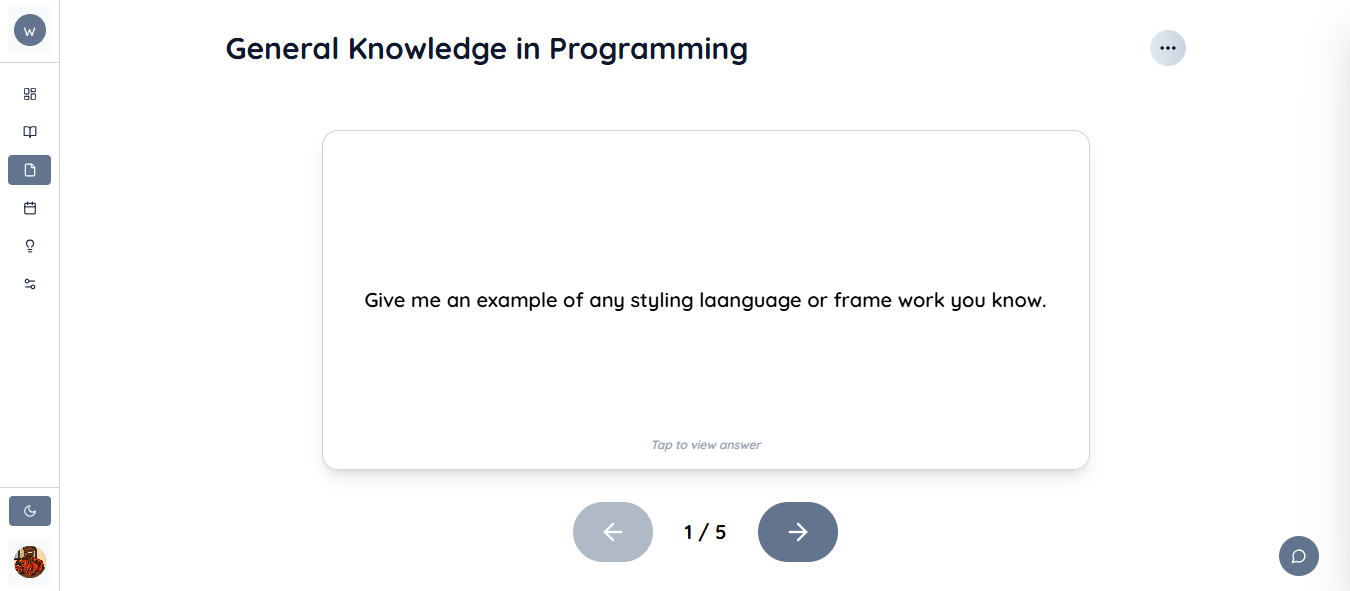 W
General Knowledge in Programming
Give me an example of any styling laanguage or frame work you know.
Tap to view answer
1 / 5